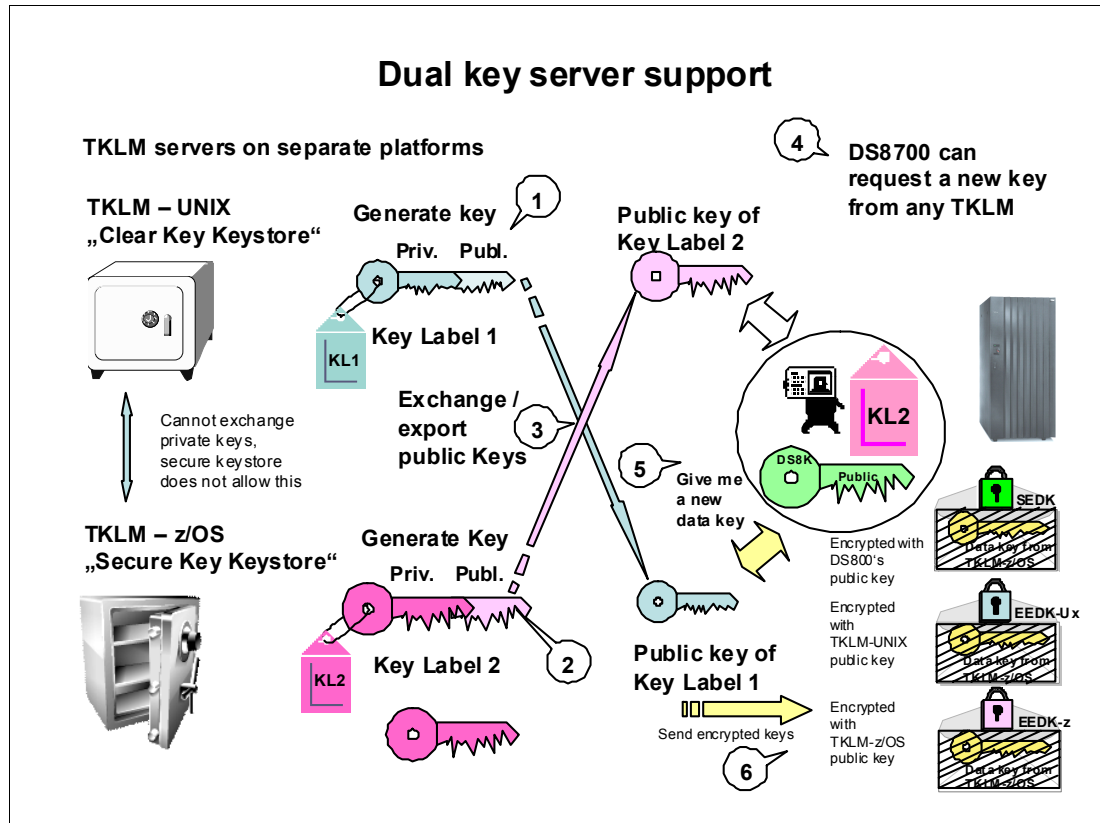 Dual key server support
TKLM servers on separate platforms
4
DS8700 can
request a new key
from any TKLM
TKLM – UNIX
„Clear Key Keystore“
Generate key
1
Priv. Publ.
Public key of
Key Label 2
KL1
Key Label 1
Cannot exchange
private keys,
secure keystore
does not allow this
Exchange /
export
public Keys
3
KL2
DS8K
Public
5
Give me
a new
data key
TKLM – z/OS
„Secure Key Keystore“
Generate Key
Priv. Publ.
KL2
Key Label 2
2
Public key of
Key Label 1
Send encrypted keys
6
Encrypted with
DS800‘s
public key
SEDK
Data key from
TKLM-z/OS
Encrypted
with
TKLM-UNIX
public key
EEDK-Ux
Data key from
TKLM-z/OS
Encrypted
with
TKLM-z/OS
public key
EEDK-z
Data key from
TKLM-z/OS